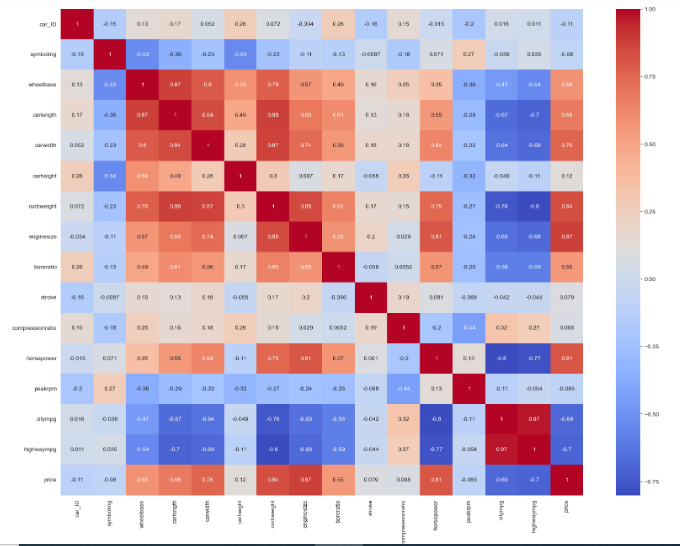 car_ID 1 -0.15 0.13 0.17 0.052 0.26 0.072 -0.034 0.26 -0.16 0.15 -0.015 -0.2 0.016 0.011 -0.11
symboling -0.15 1 -0.53 -0.36 -0.23 -0.54 -0.23 -0.11 -0.13 -0.0087 -0.18 0.071 0.27 -0.036 0.035 -0.08
wheelbase 0.13 -0.53 1 0.87 0.8 0.59 0.78 0.57 0.49 0.16 0.25 0.35 -0.36 -0.47 -0.54 0.58
carlength 0.17 -0.36 0.87 1 0.84 0.49 0.88 0.68 0.61 0.13 0.16 0.55 -0.29 -0.67 -0.7 0.68
carwidth 0.052 -0.23 0.8 0.84 1 0.28 0.87 0.74 0.56 0.18 0.18 0.64 -0.22 -0.64 -0.68 0.76
carheight 0.26 -0.54 0.59 0.49 0.28 1 0.3 0.067 0.17 -0.055 0.26 -0.11 -0.32 -0.049 -0.11 0.12
curbweight 0.072 -0.23 0.78 0.88 0.87 0.3 1 0.85 0.65 0.17 0.15 0.75 -0.27 -0.76 -0.8 0.84
enginesize -0.034 -0.11 0.57 0.68 0.74 0.067 0.85 1 0.58 0.2 0.029 0.81 -0.24 -0.65 -0.68 0.87
boreratio 0.26 -0.13 0.49 0.61 0.56 0.17 0.65 0.58 1 -0.056 0.0052 0.57 -0.25 -0.58 -0.59 0.55
stroke -0.16 -0.0087 0.16 0.13 0.18 -0.055 0.17 0.2 -0.056 1 0.19 0.081 -0.068 -0.042 -0.044 0.079
compressionratio 0.15 -0.18 0.25 0.16 0.18 0.26 0.15 0.029 0.0052 0.19 1 -0.2 -0.44 0.32 0.27 0.068
horsepower -0.015 0.071 0.35 0.55 0.64 -0.11 0.75 0.81 0.57 0.081 -0.2 1 0.13 -0.8 -0.77 0.81
peakrpm -0.2 0.27 -0.36 -0.29 -0.22 -0.32 -0.27 -0.24 -0.25 -0.068 -0.44 0.13 1 -0.11 -0.054 -0.085
citympg 0.016 -0.036 -0.47 -0.67 -0.64 -0.049 -0.76 -0.65 -0.58 -0.042 0.32 -0.8 -0.11 1 0.97 -0.69
highwaympg 0.011 0.035 -0.54 -0.7 -0.68 -0.11 -0.8 -0.68 -0.59 -0.044 0.27 -0.77 -0.054 0.97 1 -0.7
price -0.11 -0.08 0.58 0.68 0.76 0.12 0.84 0.87 0.55 0.079 0.068 0.81 -0.085 -0.69 -0.7 1
car_ID symboling wheelbase carlength carwidth carheight curbweight enginesize boreratio stroke compressionratio horsepower peakrpm citympg highwaympg price
1.00
0.75
0.50
0.25
0.00
-0.25
-0.50
-0.75